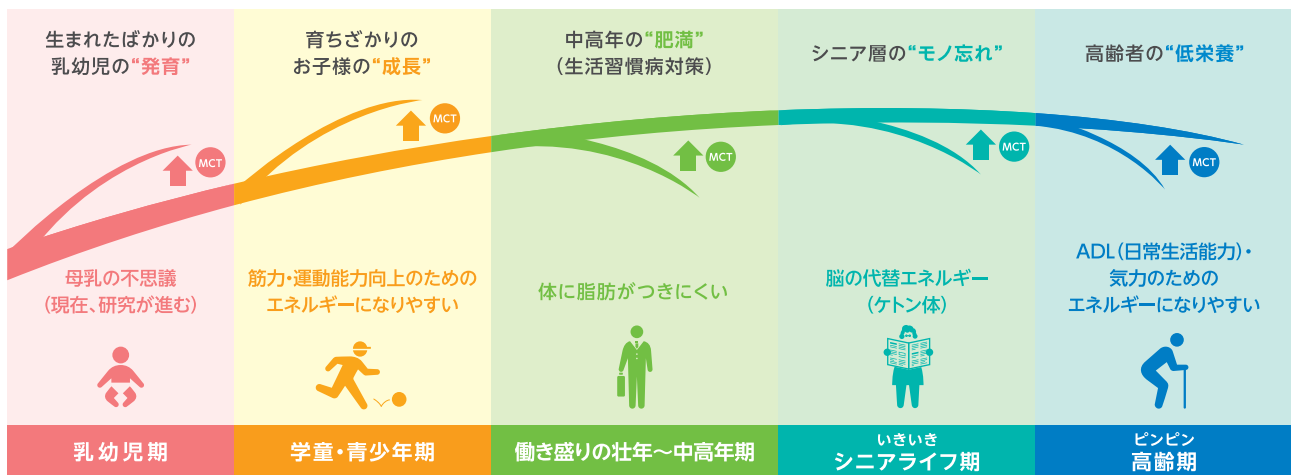 生まれたばかりの
乳幼児の“発育”
MCT
母乳の不思議
（現在、研究が進む）
乳幼児期
育ちざかりの
お子様の“成長”
MCT
筋力・運動能力向上のための
エネルギーになりやすい
学童・青少年期
中高年の“肥満”
（生活習慣病対策）
MCT
体に脂肪がつきにくい
働き盛りの壮年〜中高年期
シニア層の“モノ忘れ”
MCT
脳の代替エネルギー
（ケトン体）
いきいき
シニアライフ期
高齢者の“低栄養”
MCT
ADL（日常生活能力）・
気力のための
エネルギーになりやすい
ピンピン
高齢期